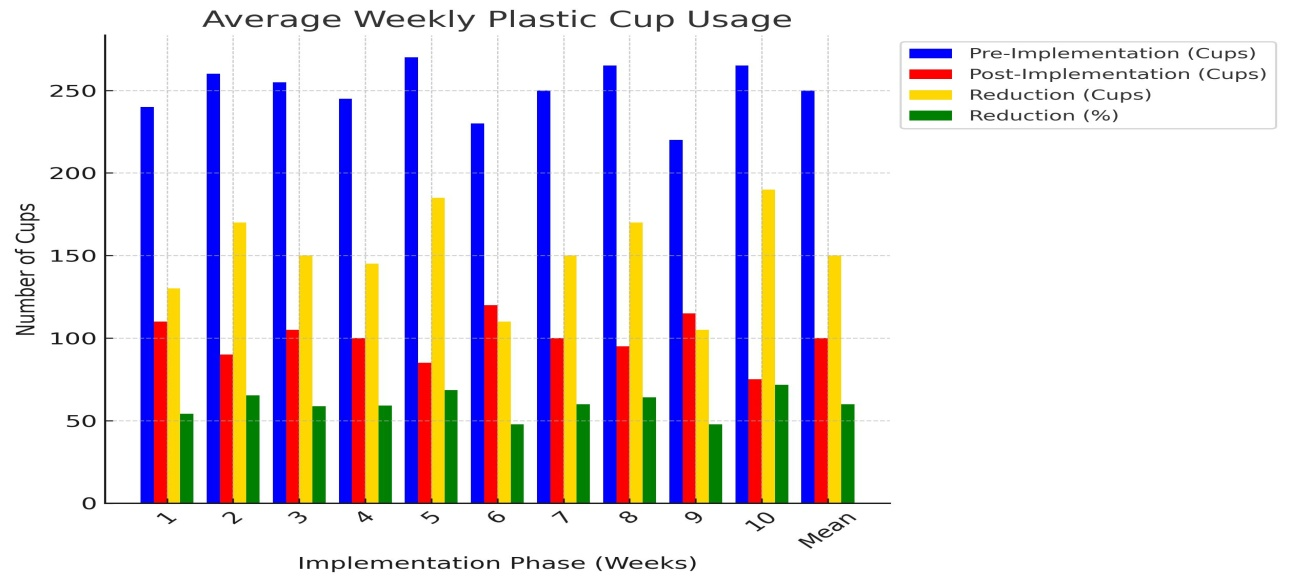 Average Weekly Plastic Cup Usage
Pre-Implementation (Cups)
Post-Implementation (Cups)
Reduction (Cups)
Reduction (%)
Number of Cups
250
200
150
100
50
0
1 2 3 4 5 6 7 8 9 10 Mean
Implementation Phase (Weeks)